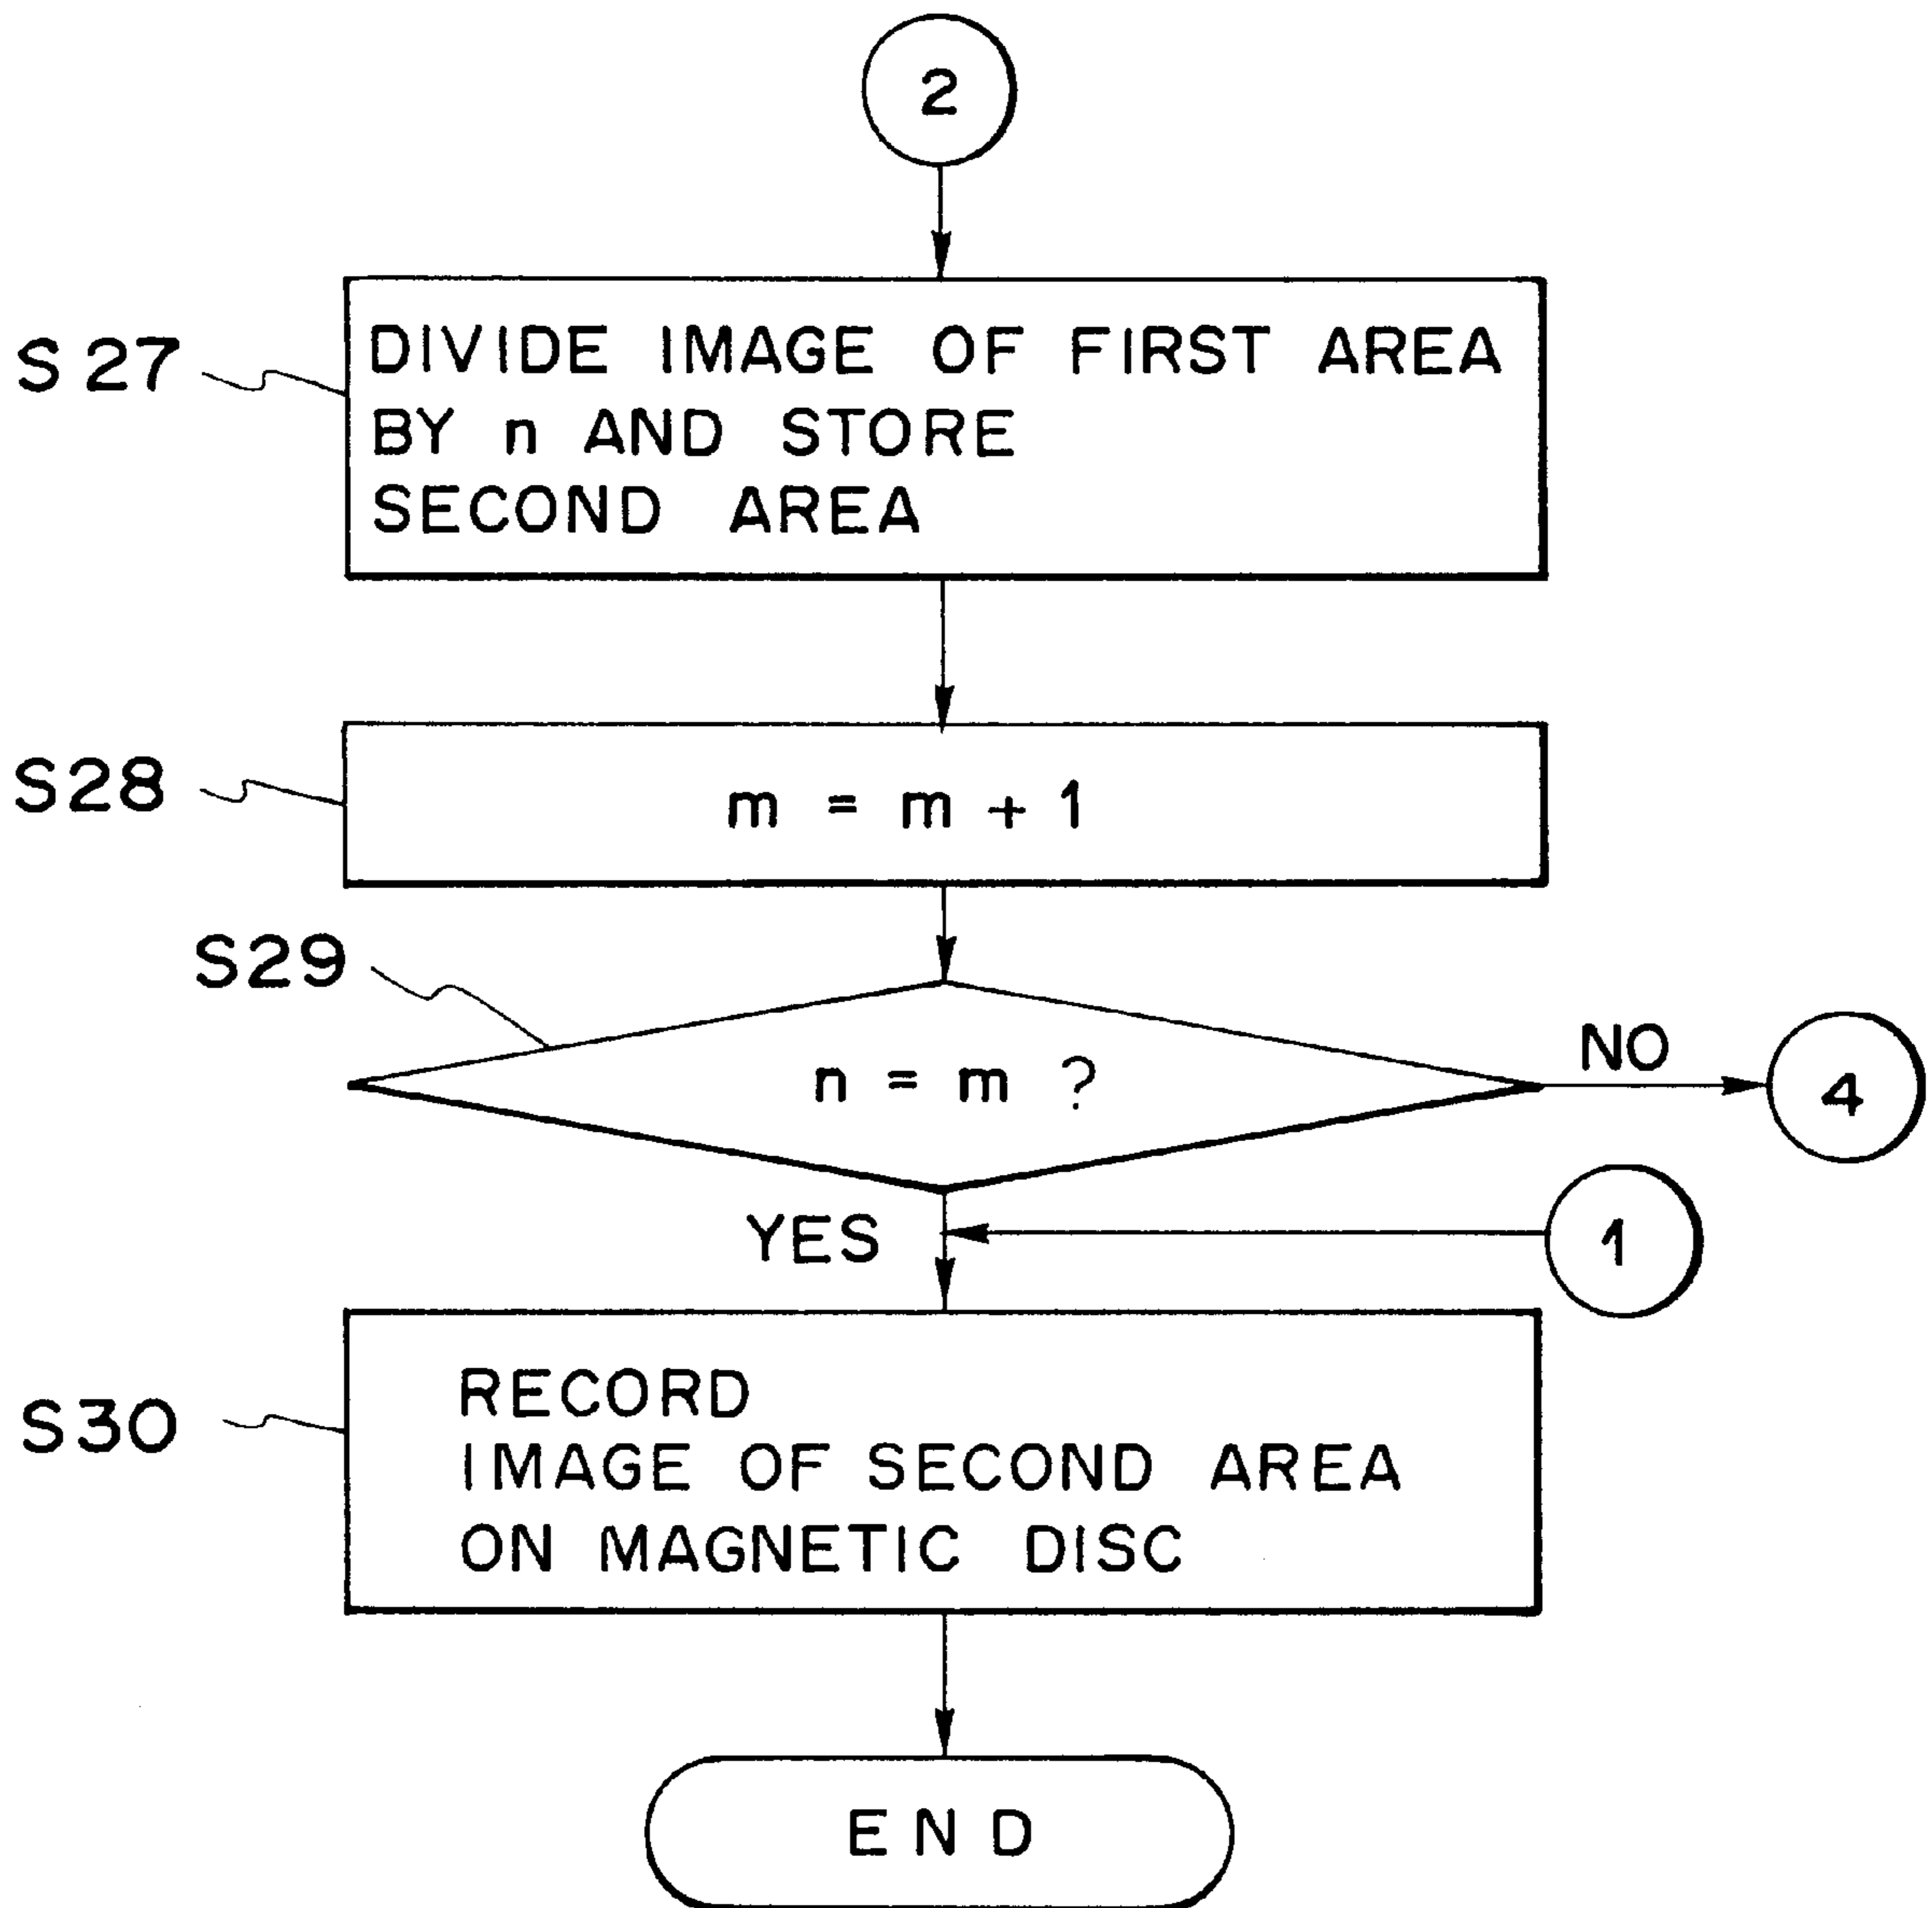 2
S27
DIVIDE IMAGE OF FIRST AREA
BY n AND STORE
SECOND AREA
S28
m = m + 1
S29
n = m ?
NO
4
YES
1
S30
RECORD
IMAGE OF SECOND AREA
ON MAGNETIC DISC
END